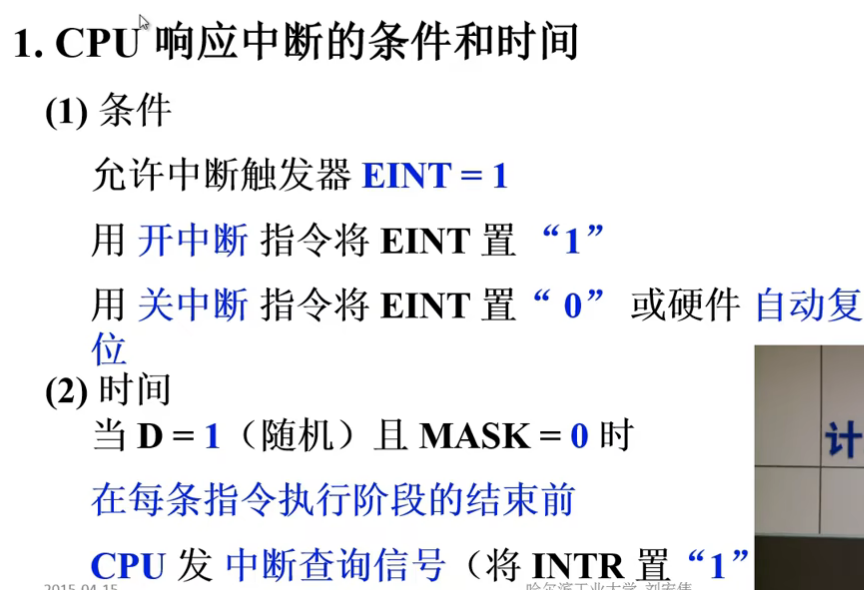 1. CPU 响应中断的条件和时间
(1) 条件
允许中断触发器 EINT = 1
用 开中断 指令将 EINT 置 “1”
用 关中断 指令将 EINT 置 “ 0” 或硬件 自动复
位
(2) 时间
当 D = 1（随机）且 MASK = 0 时
在每条指令执行阶段的结束前
CPU 发 中断查询信号（将 INTR 置 “1”
计
2015-04-15
哈尔滨工业大学 刘宏伟